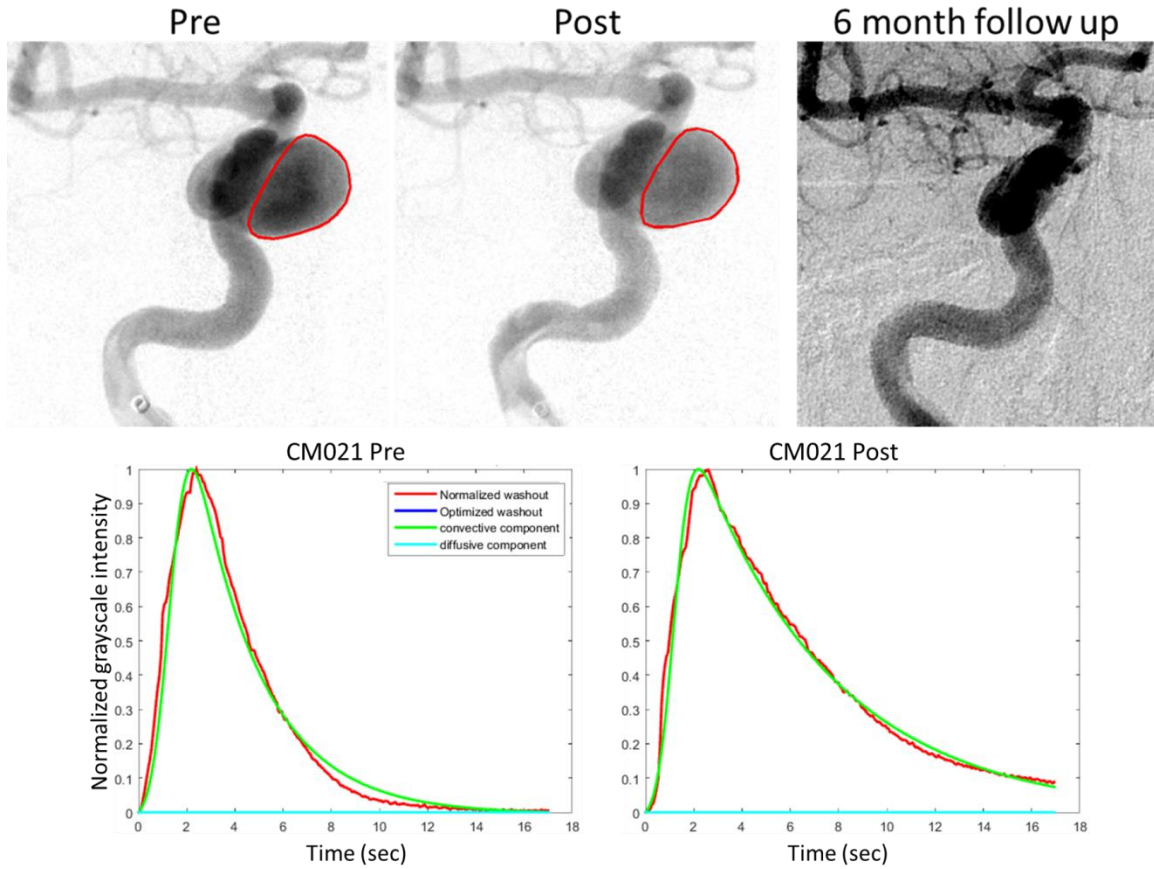 Pre
Post
6 month follow up
CM021 Pre
CM021 Post
Normalized grayscale intensity
1
0.9
0.8
0.7
0.6
0.5
0.4
0.3
0.2
0.1
0
0 2 4 6 8 10 12 14 16 18
Time (sec)
Normalized washout
Optimized washout
convective component
diffusive component
1
0.9
0.8
0.7
0.6
0.5
0.4
0.3
0.2
0.1
0
0 2 4 6 8 10 12 14 16 18
Time (sec)